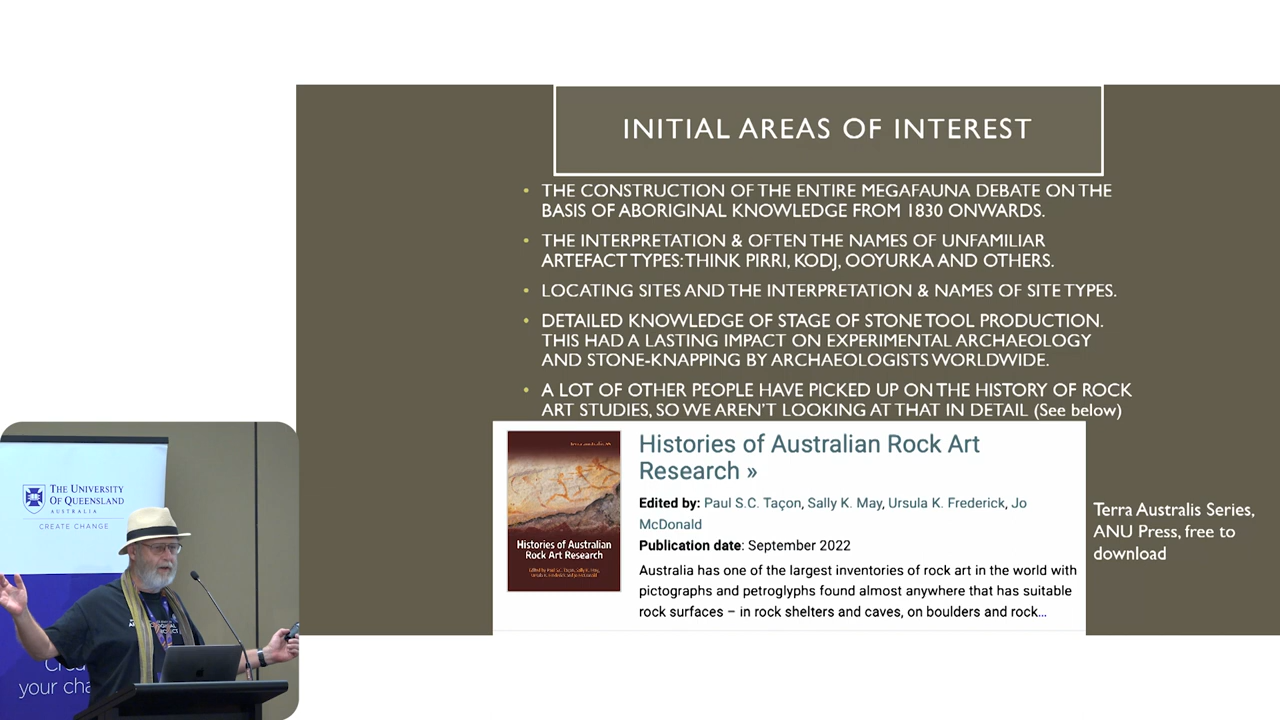 INITIAL AREAS OF INTEREST
• THE CONSTRUCTION OF THE ENTIRE MEGAFAUNA DEBATE ON THE
BASIS OF ABORIGINAL KNOWLEDGE FROM 1830 ONWARDS.
• THE INTERPRETATION & OFTEN THE NAMES OF UNFAMILIAR
ARTEFACT TYPES: THINK PIRRI, KODJ, OOYURKA AND OTHERS.
• LOCATING SITES AND THE INTERPRETATION & NAMES OF SITE TYPES.
• DETAILED KNOWLEDGE OF STAGE OF STONE TOOL PRODUCTION.
THIS HAD A LASTING IMPACT ON EXPERIMENTAL ARCHAEOLOGY
AND STONE-KNAPPING BY ARCHAEOLOGISTS WORLDWIDE.
• A LOT OF OTHER PEOPLE HAVE PICKED UP ON THE HISTORY OF ROCK
ART STUDIES, SO WE AREN'T LOOKING AT THAT IN DETAIL (See below)
Histories of Australian
Rock Art Research
Histories of Australian Rock Art
Research »
Edited by: Paul S.C. Taçon, Sally K. May, Ursula K. Frederick, Jo
McDonald
Publication date: September 2022
Australia has one of the largest inventories of rock art in the world with
pictographs and petroglyphs found almost anywhere that has suitable
rock surfaces – in rock shelters and caves, on boulders and rock...
Terra Australis Series,
ANU Press, free to
download
THE UNIVERSITY
OF QUEENSLAND
AUSTRALIA
CREATE CHANGE
your